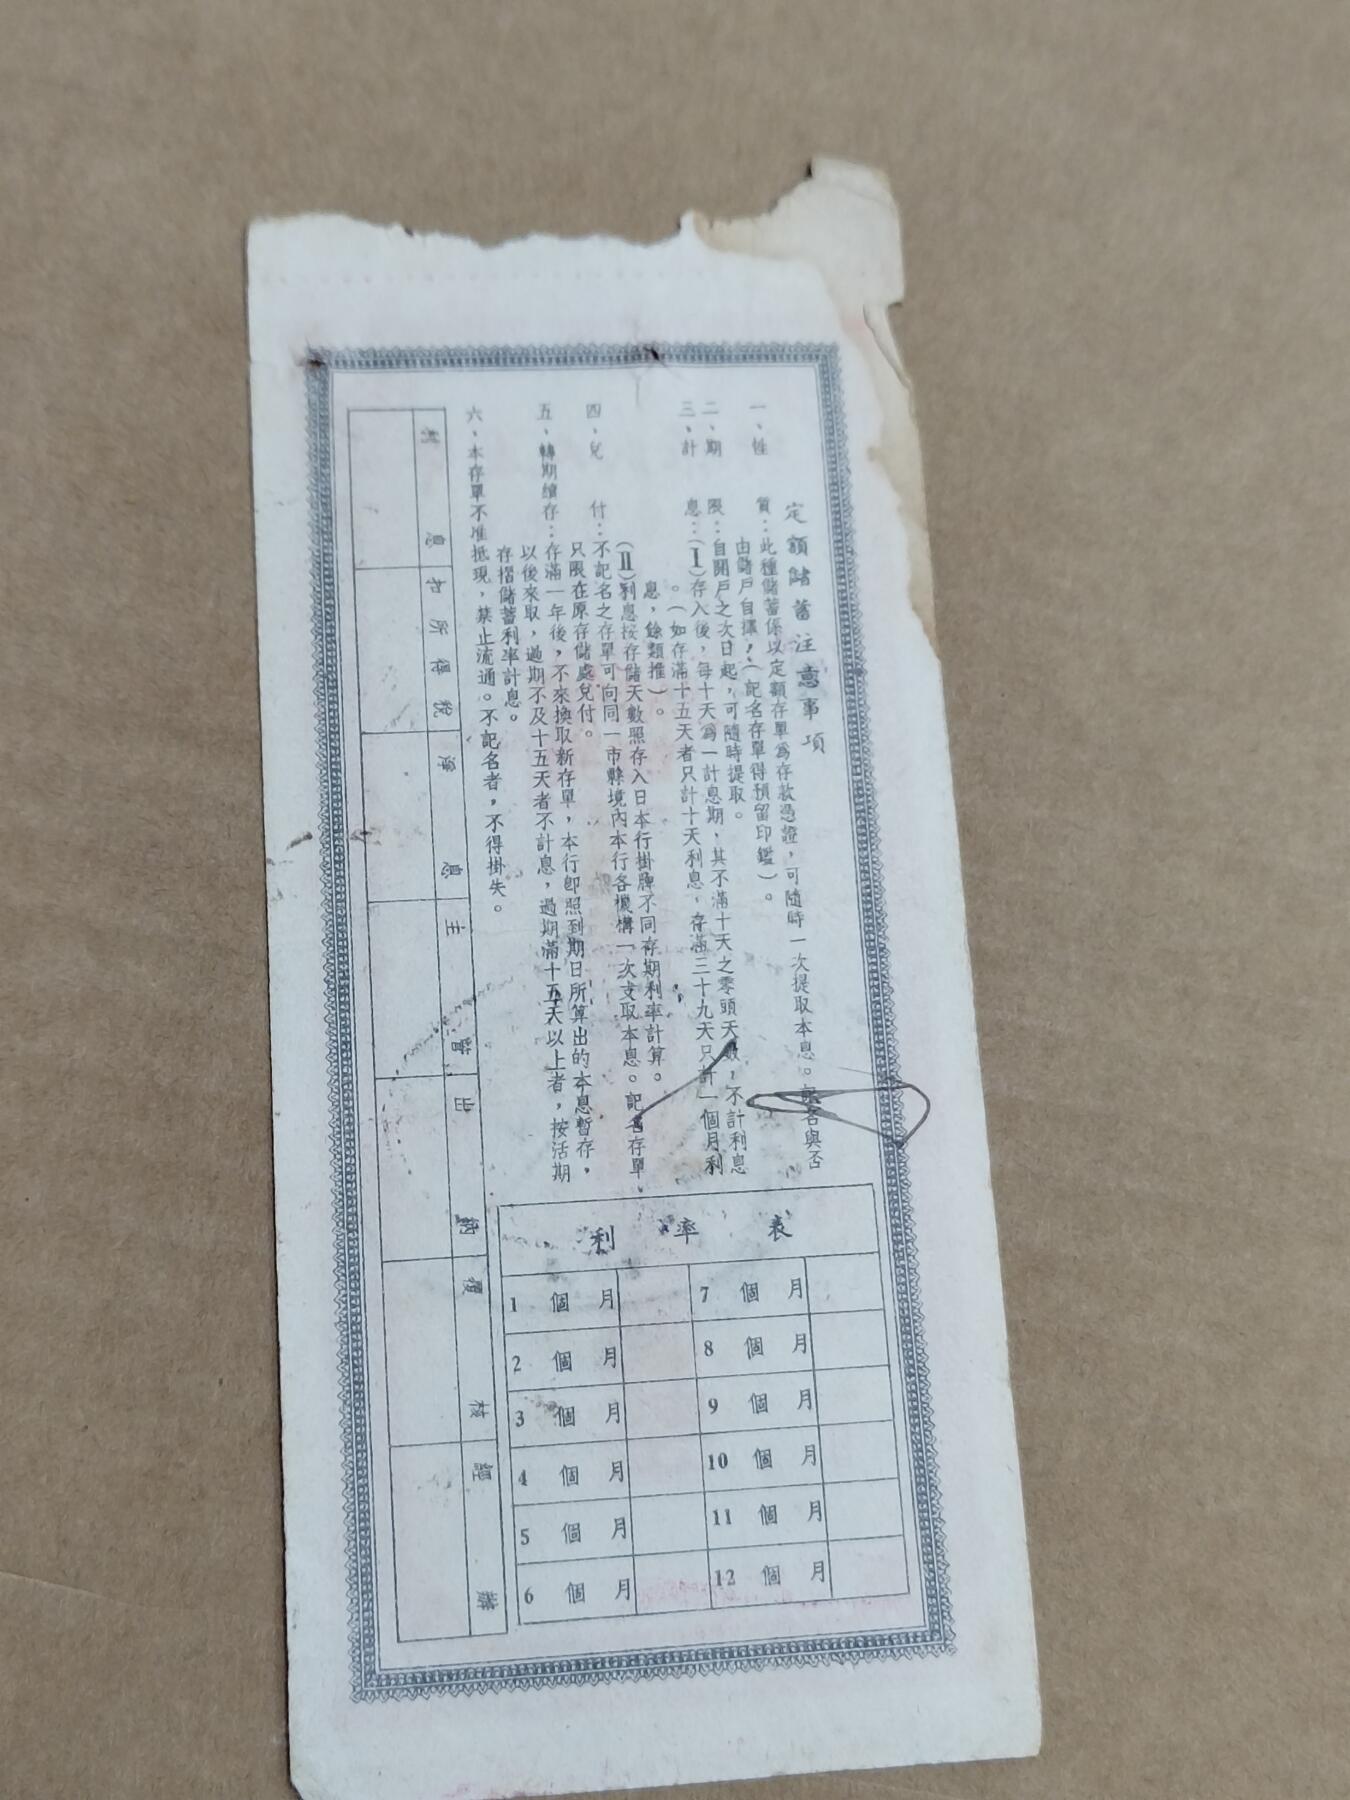 定額儲蓄注意事項
一、性　質：此種儲蓄係以定額存單爲存款憑證，可隨時一次提取本息。記名與否
由儲戶自擇，（記名存單得預留印鑑）。
二、期　限：自開戶之次日起，可隨時提取。
三、計　息：（I）存入後，每十天爲一計息期，其不滿十天之零頭天數，不計利息
。（如存滿十五天者只計十天利息，存滿三十九天只計一個月利
息，餘類推）。
（II）利息按存儲天數照存入日本行掛牌不同存期利率計算。
四、兌　付：不記名之存單可向同一市縣境內本行各機構一次支取本息。記名存單，
只限在原存儲處兌付。
五、轉期續存：存滿一年後，不來換取新存單，本行卽照到期日所算出的本息暫存，
以後來取，過期不及十五天者不計息，過期滿十五天以上者，按活期
存摺儲蓄利率計息。
六、本存單不准抵現，禁止流通。不記名者，不得掛失。
利率表
1 個月 7 個月
2 個月 8 個月
3 個月 9 個月
4 個月 10 個月
5 個月 11 個月
6 個月 12 個月
利息 扣所得稅 淨息 主管 出納 覆核 經辦